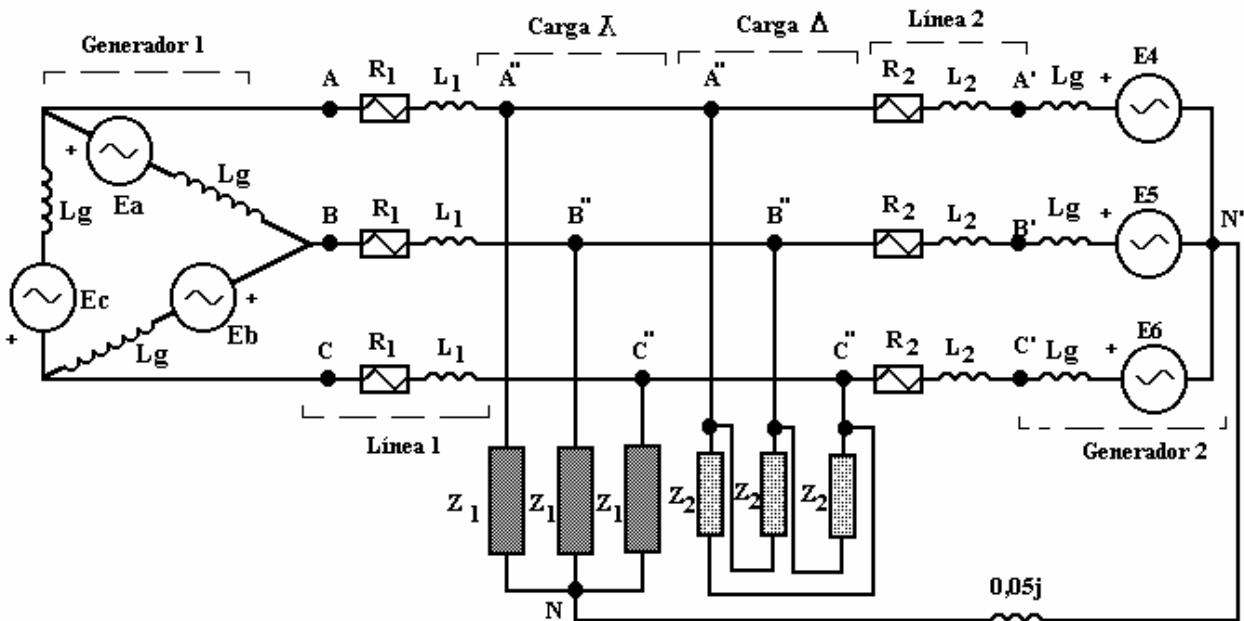 Generador 1
Carga ⅄
Carga Δ
Línea 2
A
R1
L1
A"
A"
R2
L2
A'
Lg
+
E4
+
Ea
Lg
Lg
B
R1
L1
B"
B"
R2
L2
B'
Lg
+
E5
N'
Ec
+
Eb
+
Lg
C
R1
L1
C"
C"
R2
L2
C'
Lg
+
E6
Línea 1
Generador 2
Z1
Z1
Z1
Z2
Z2
Z2
N
0,05j